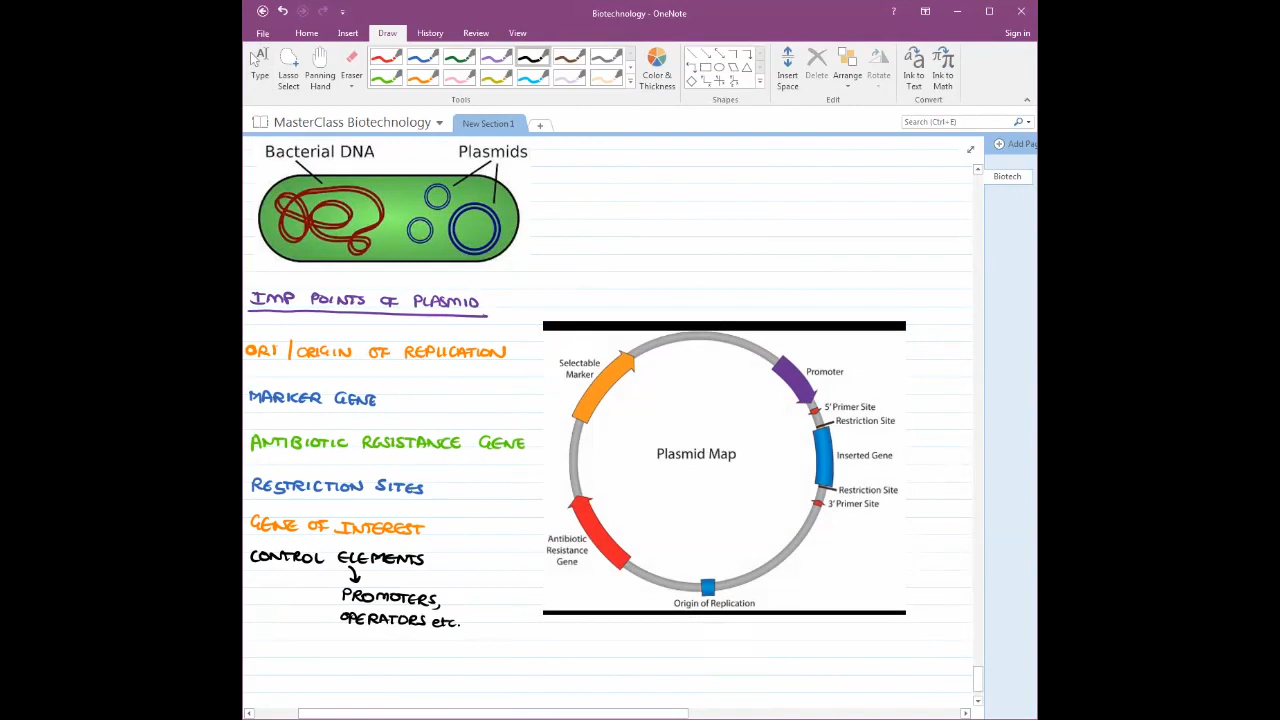 Biotechnology - OneNote
?
File Home Insert Draw History Review View
Sign in
Type
Lasso Select
Panning Hand
Eraser
Color & Thickness
Insert Space
Delete
Arrange
Rotate
Ink to Text
Ink to Math
Tools
Shapes
Edit
Convert
MasterClass Biotechnology
New Section 1
Search (Ctrl+E)
Add Pag
Biotech
Bacterial DNA
Plasmids
IMP POINTS OF PLASMID
ORI / ORIGIN OF REPLICATION
MARKER GENE
ANTIBIOTIC RESISTANCE GENE
RESTRICTION SITES
GENE OF INTEREST
CONTROL ELEMENTS
PROMOTERS,
OPERATORS etc.
Selectable
Marker
Promoter
5' Primer Site
Restriction Site
Plasmid Map
Inserted Gene
Restriction Site
3' Primer Site
Antibiotic
Resistance
Gene
Origin of Replication